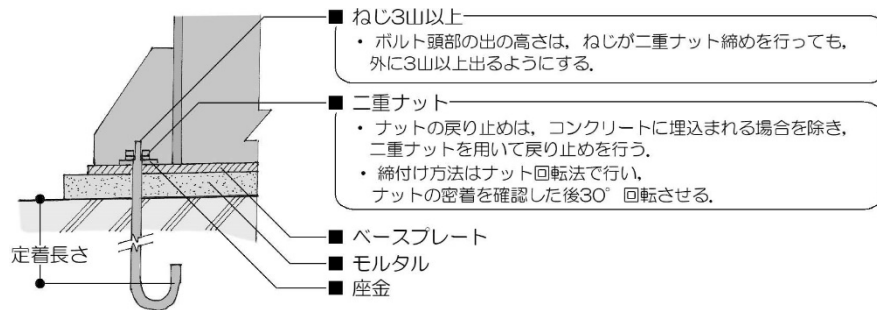 ■ ねじ3山以上
・ ボルト頭部の出の高さは，ねじが二重ナット締めを行っても，
外に3山以上出るようにする．
■ 二重ナット
・ ナットの戻り止めは，コンクリートに埋込まれる場合を除き，
二重ナットを用いて戻り止めを行う．
・ 締付け方法はナット回転法で行い，
ナットの密着を確認した後30°回転させる．
■ ベースプレート
■ モルタル
■ 座金
定着長さ